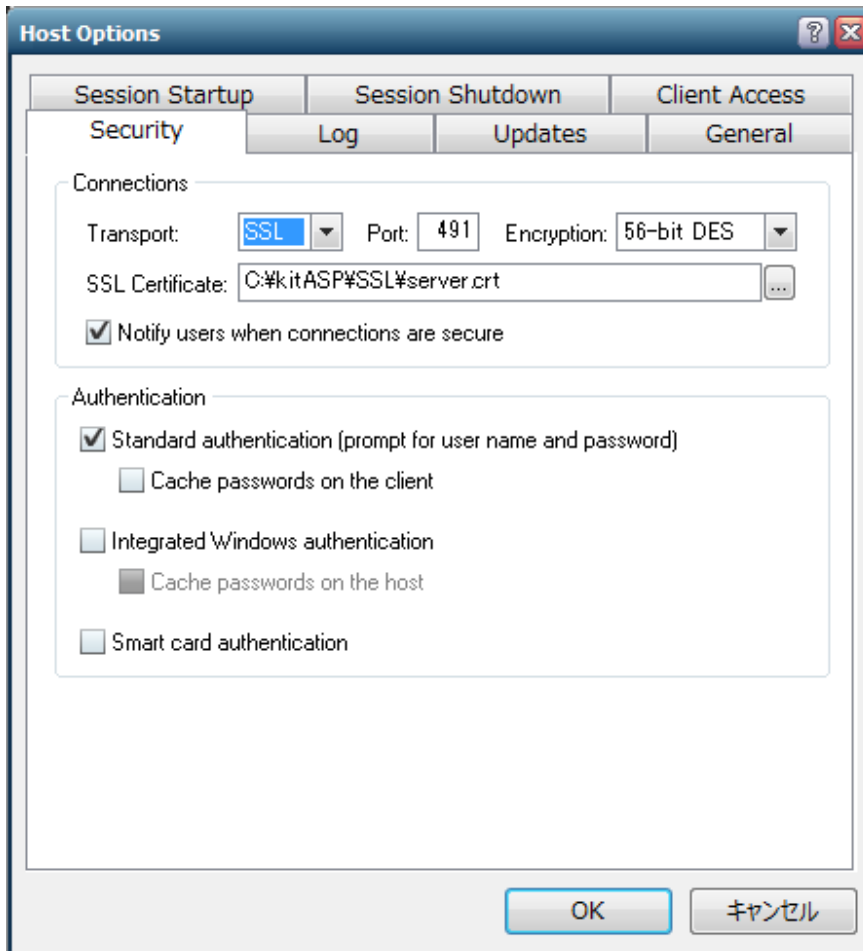 Host Options
Session Startup Session Shutdown Client Access
Security Log Updates General
Connections
Transport: SSL Port: 491 Encryption: 56-bit DES
SSL Certificate: C:¥kitASP¥SSL¥server.crt ...
Notify users when connections are secure
Authentication
Standard authentication (prompt for user name and password)
Cache passwords on the client
Integrated Windows authentication
Cache passwords on the host
Smart card authentication
OK キャンセル